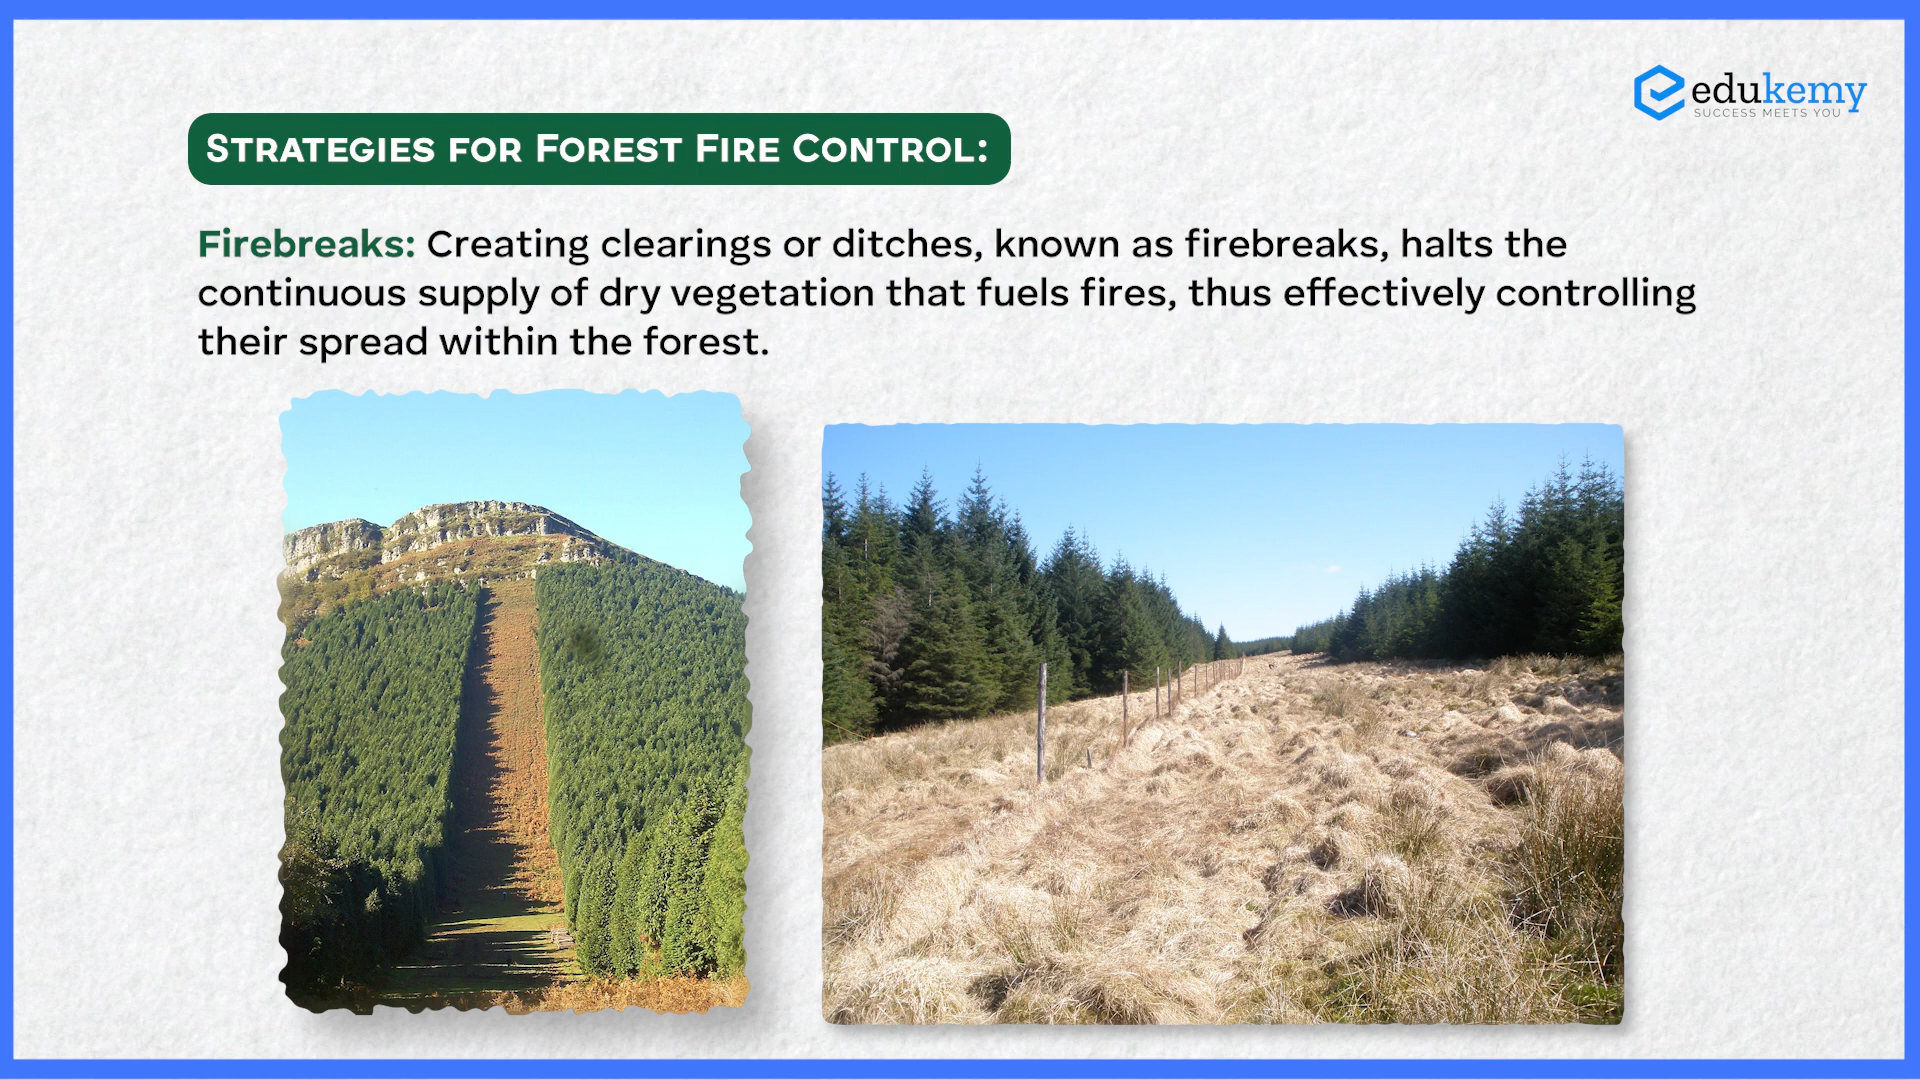 edukemy
SUCCESS MEETS YOU
Strategies for Forest Fire Control:
Firebreaks: Creating clearings or ditches, known as firebreaks, halts the
continuous supply of dry vegetation that fuels fires, thus effectively controlling
their spread within the forest.